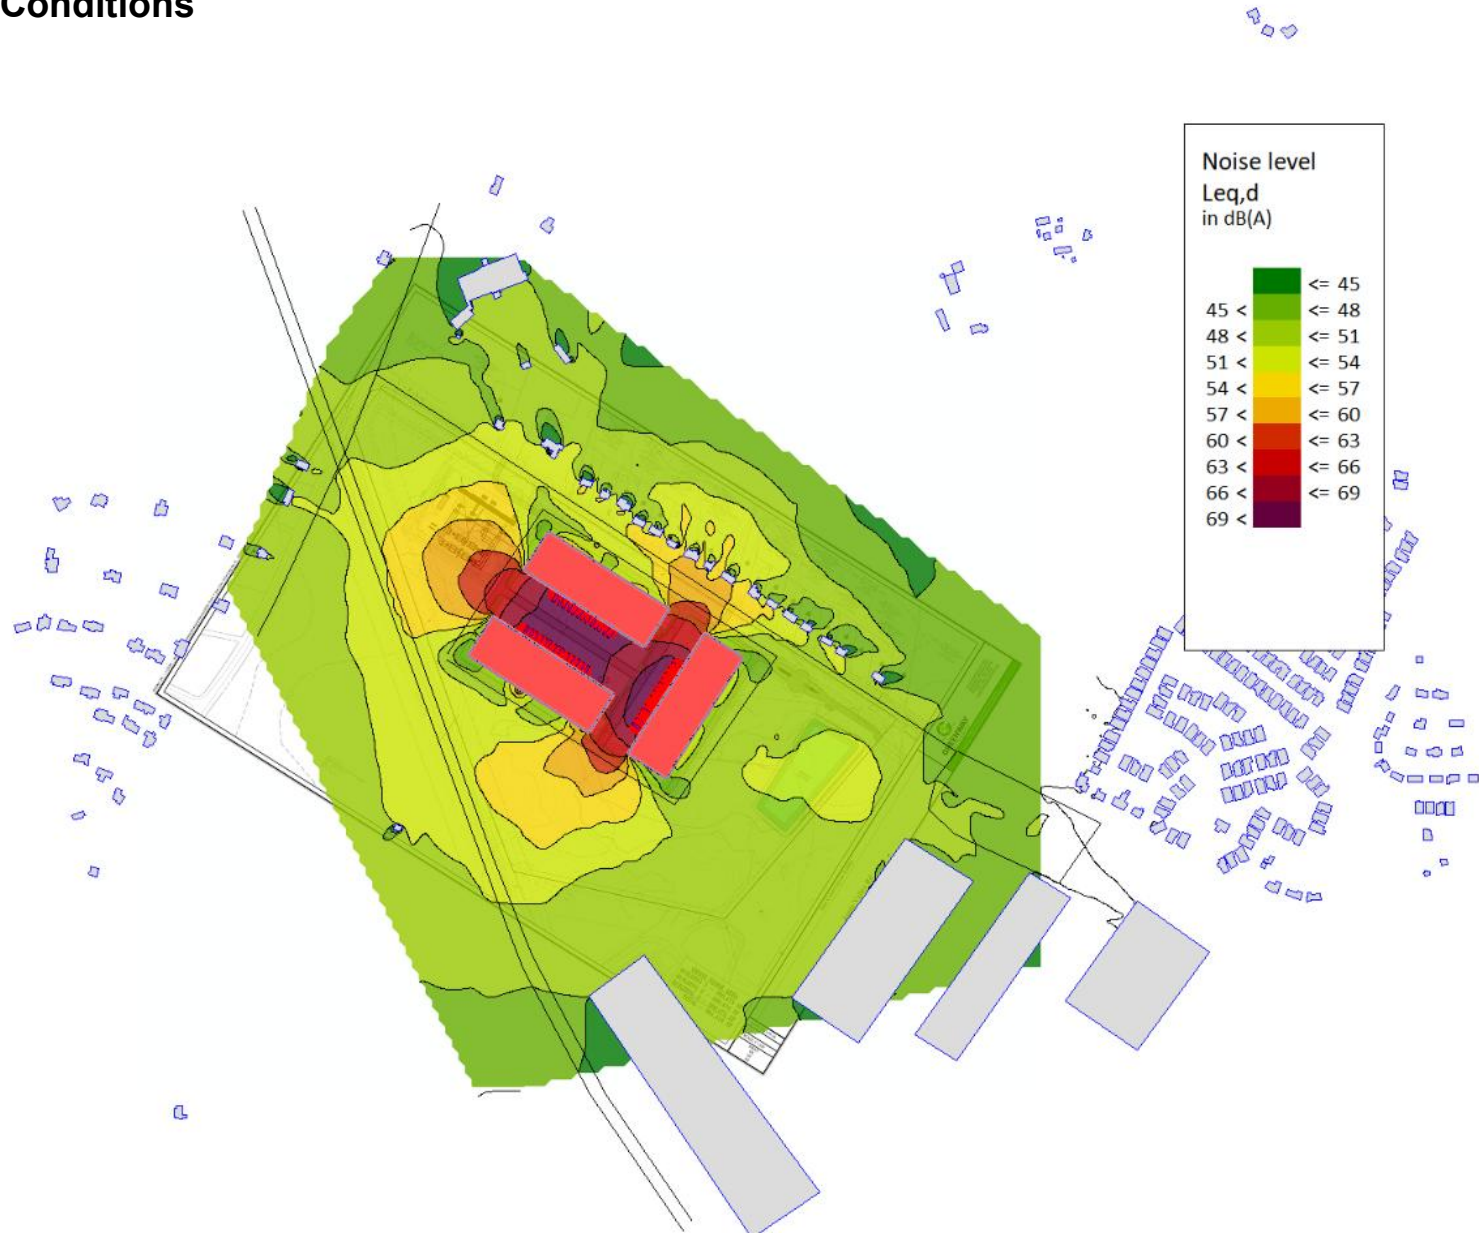 Conditions
Noise level
Leq,d
in dB(A)
<= 45
45 < <= 48
48 < <= 51
51 < <= 54
54 < <= 57
57 < <= 60
60 < <= 63
63 < <= 66
66 < <= 69
69 <